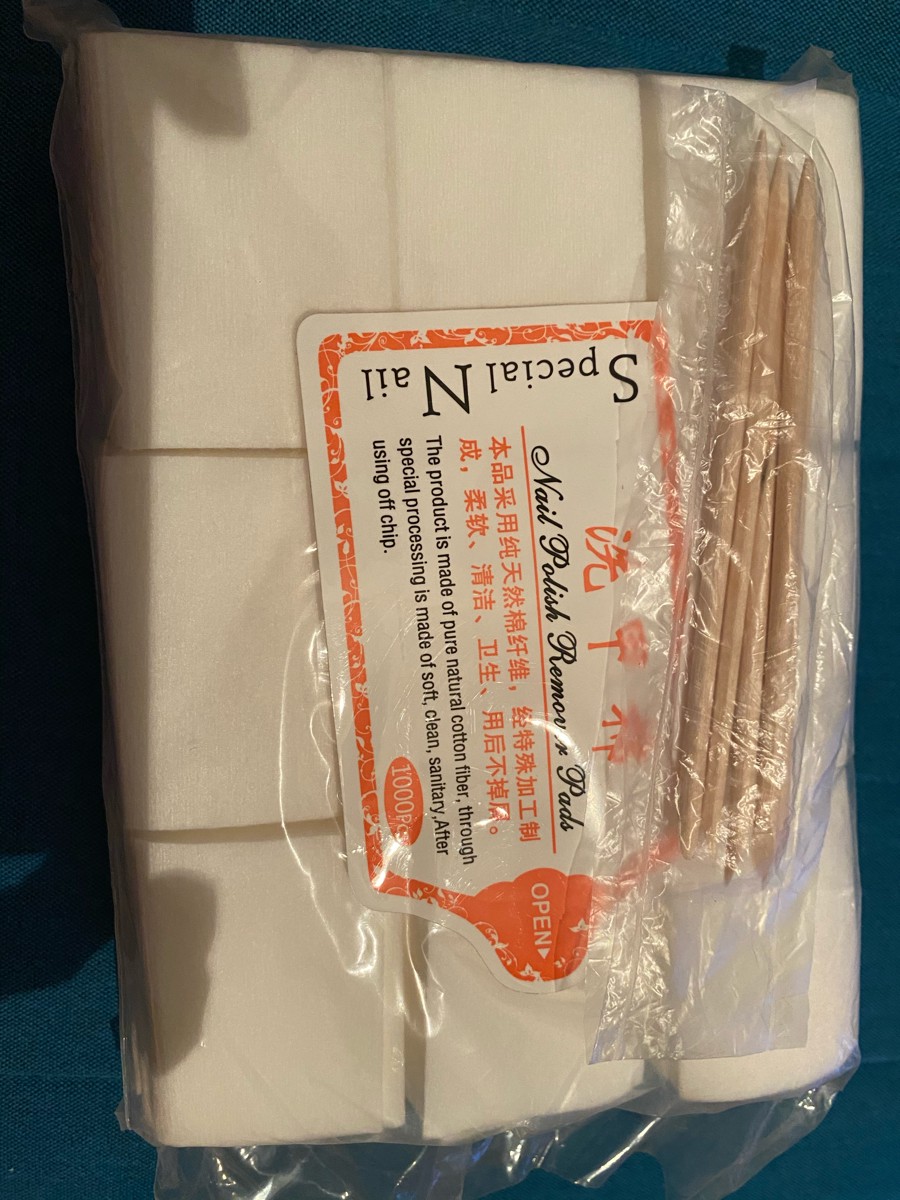 Special Nail
洗甲
Nail Polish Remover Pads
本品采用纯天然棉纤维，经特殊加工制
成，柔软、清洁、卫生、用后不掉屑。
The product is made of pure natural cotton fiber, through
special processing is made of soft, clean, sanitary,After
using off chip.
OPEN